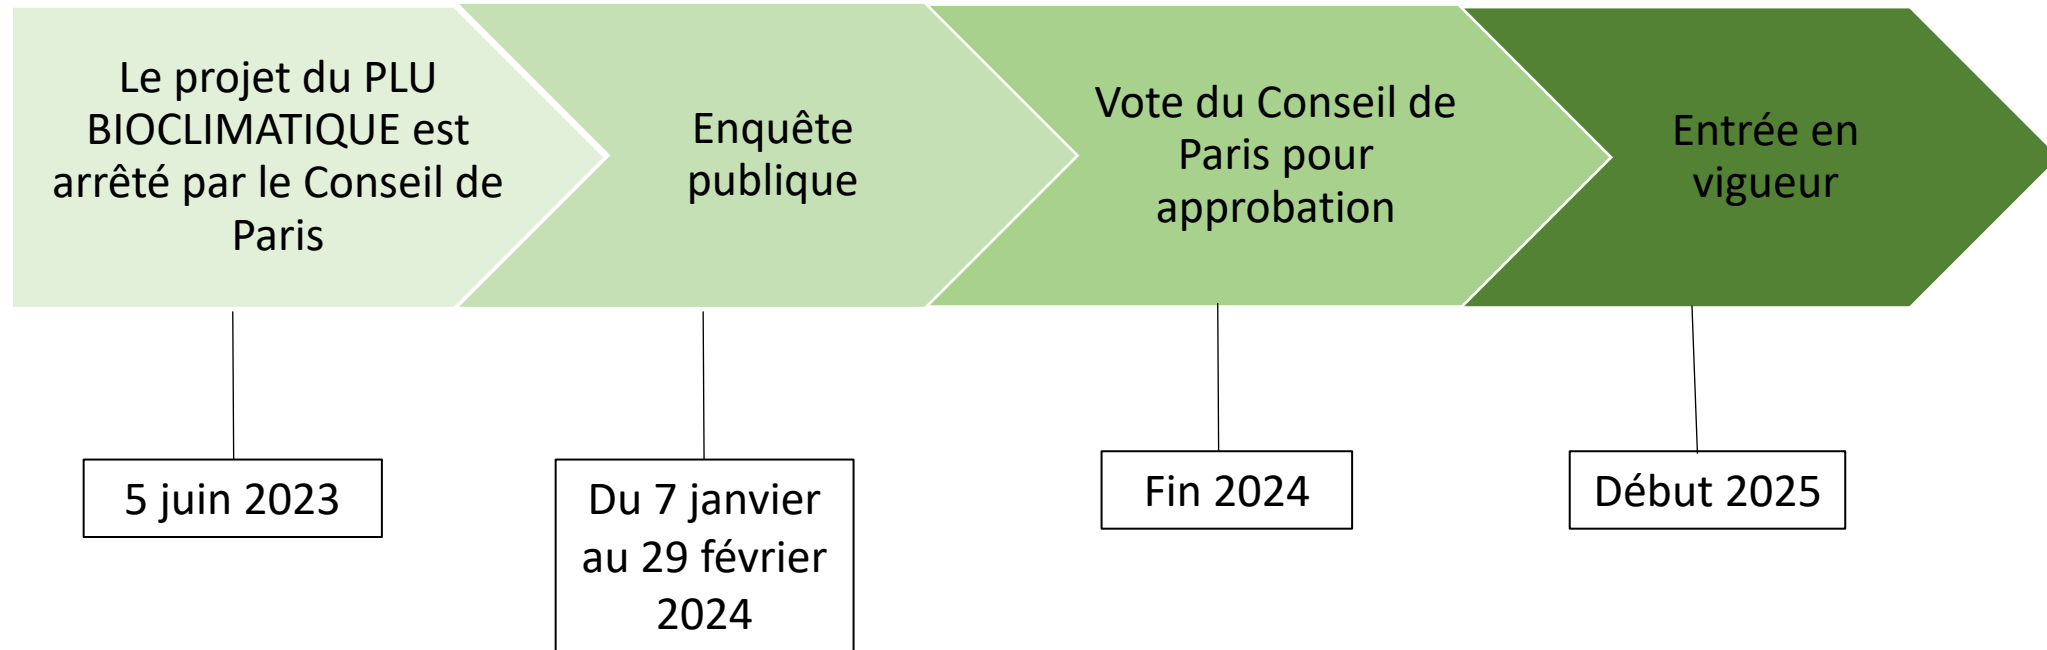 Le projet du PLU
BIOCLIMATIQUE est
arrêté par le Conseil de
Paris
Enquête
publique
Vote du Conseil de
Paris pour
approbation
Entrée en
vigueur
5 juin 2023
Du 7 janvier
au 29 février
2024
Fin 2024
Début 2025